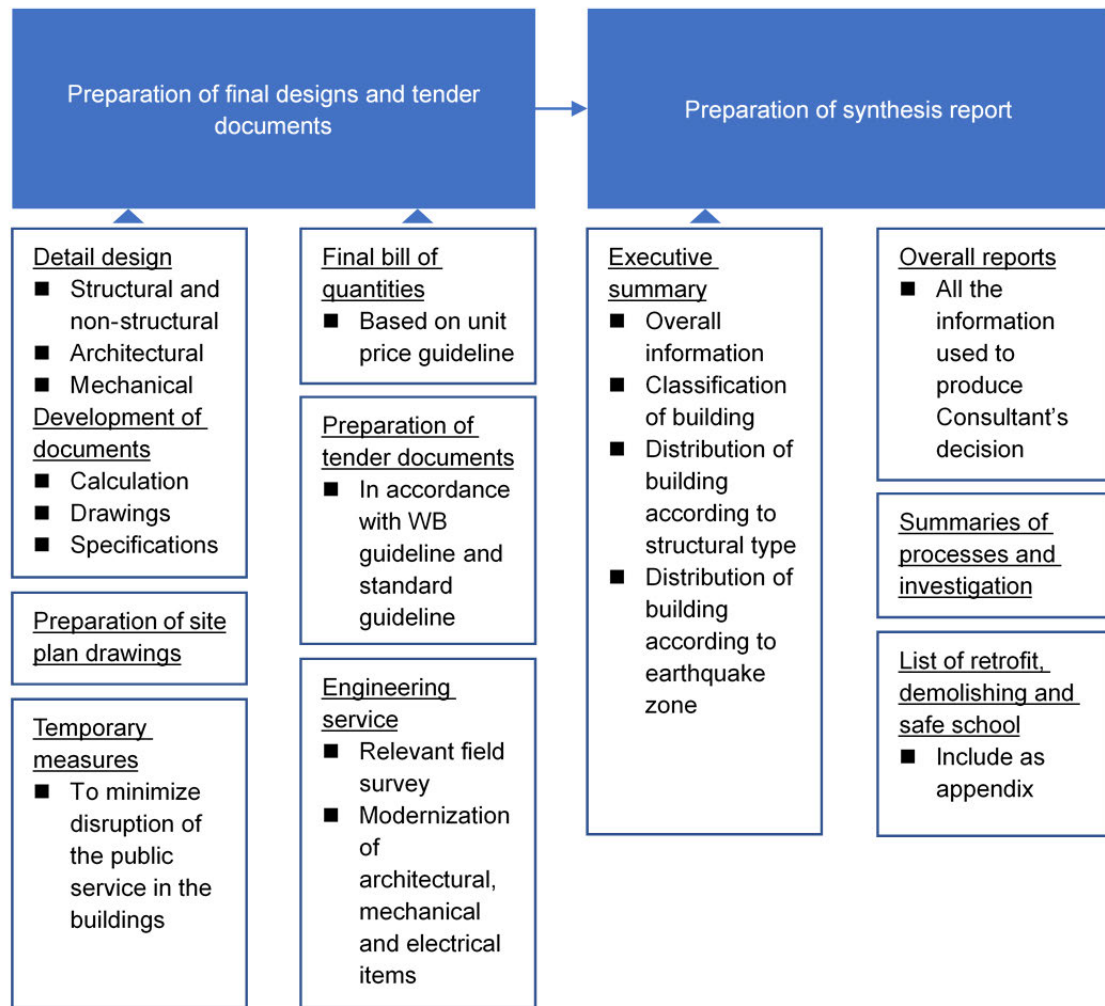 Preparation of final designs and tender
documents
Preparation of synthesis report
Detail design
■ Structural and
non-structural
■ Architectural
■ Mechanical
Development of
documents
■ Calculation
■ Drawings
■ Specifications
Preparation of site
plan drawings
Temporary
measures
■ To minimize
disruption of
the public
service in the
buildings
Final bill of
quantities
■ Based on unit
price guideline
Preparation of
tender documents
■ In accordance
with WB
guideline and
standard
guideline
Engineering
service
■ Relevant field
survey
■ Modernization
of
architectural,
mechanical
and electrical
items
Executive
summary
■ Overall
information
■ Classification
of building
■ Distribution of
building
according to
structural type
■ Distribution of
building
according to
earthquake
zone
Overall reports
■ All the
information
used to
produce
Consultant’s
decision
Summaries of
processes and
investigation
List of retrofit,
demolishing and
safe school
■ Include as
appendix